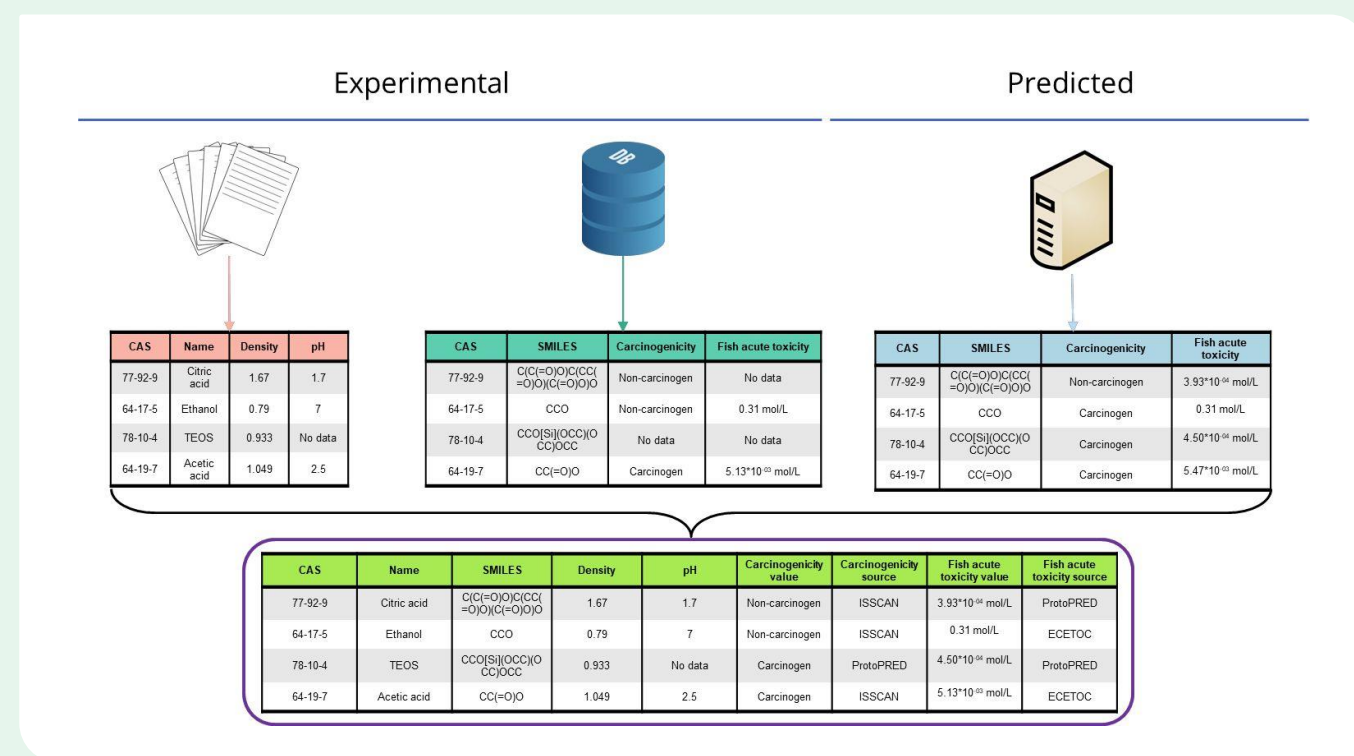 Experimental
Predicted
DB
CAS Name Density pH
77-92-9 Citric acid 1.67 1.7
64-17-5 Ethanol 0.79 7
78-10-4 TEOS 0.933 No data
64-19-7 Acetic acid 1.049 2.5
CAS SMILES Carcinogenicity Fish acute toxicity
77-92-9 C(C(=O)O)C(CC(=O)O)(C(=O)O)O Non-carcinogen No data
64-17-5 CCO Non-carcinogen 0.31 mol/L
78-10-4 CCO[Si](OCC)(OCC)OCC No data No data
64-19-7 CC(=O)O Carcinogen 5.13*10⁻⁰³ mol/L
CAS SMILES Carcinogenicity Fish acute toxicity
77-92-9 C(C(=O)O)C(CC(=O)O)(C(=O)O)O Non-carcinogen 3.93*10⁻⁰⁴ mol/L
64-17-5 CCO Carcinogen 0.31 mol/L
78-10-4 CCO[Si](OCC)(OCC)OCC Carcinogen 4.50*10⁻⁰⁴ mol/L
64-19-7 CC(=O)O Carcinogen 5.47*10⁻⁰³ mol/L
CAS Name SMILES Density pH Carcinogenicity value Carcinogenicity source Fish acute toxicity value Fish acute toxicity source
77-92-9 Citric acid C(C(=O)O)C(CC(=O)O)(C(=O)O)O 1.67 1.7 Non-carcinogen ISSCAN 3.93*10⁻⁰⁴ mol/L ProtoPRED
64-17-5 Ethanol CCO 0.79 7 Non-carcinogen ISSCAN 0.31 mol/L ECETOC
78-10-4 TEOS CCO[Si](OCC)(OCC)OCC 0.933 No data Carcinogen ProtoPRED 4.50*10⁻⁰⁴ mol/L ProtoPRED
64-19-7 Acetic acid CC(=O)O 1.049 2.5 Carcinogen ISSCAN 5.13*10⁻⁰³ mol/L ECETOC